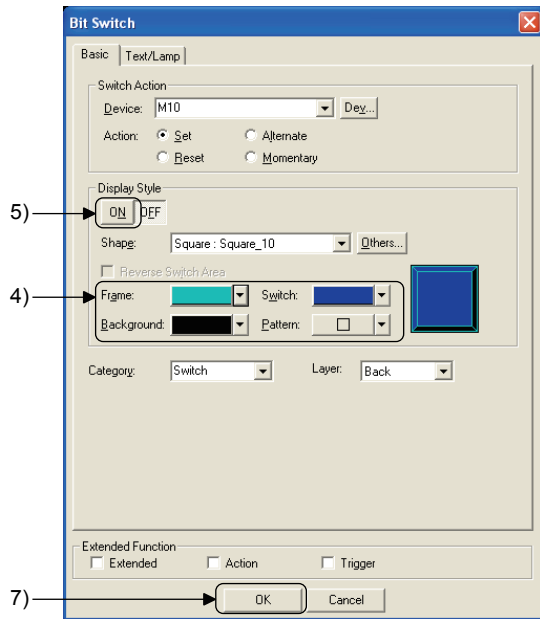 Bit Switch
Basic Text/Lamp
Switch Action
Device: M10 Dev...
Action: Set Alternate
Reset Momentary
Display Style
5) ON OFF
Shape: Square : Square_10 Others...
Reverse Switch Area
4) Frame: Switch:
Background: Pattern:
Category: Switch Layer: Back
Extended Function
Extended Action Trigger
7) OK Cancel